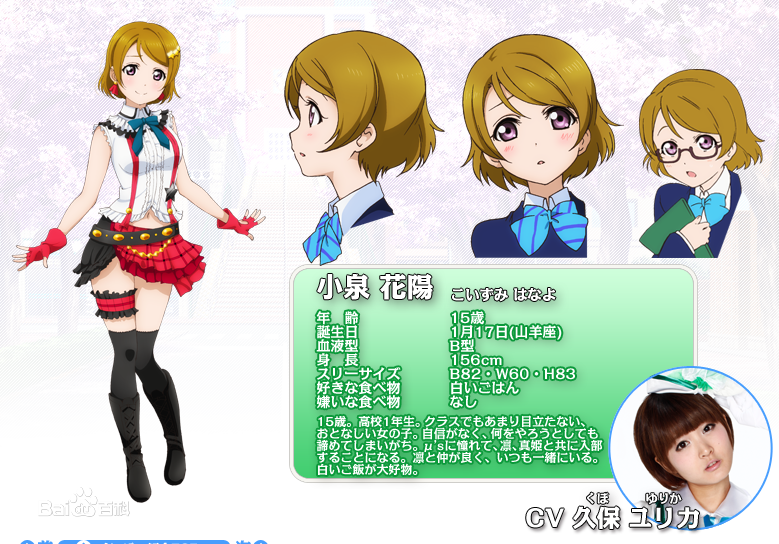 小泉 花陽 こいずみ はなよ
年 齢 15歳
誕生日 1月17日(山羊座)
血液型 B型
身 長 156cm
スリーサイズ B82・W60・H83
好きな食べ物 白いごはん
嫌いな食べ物 なし
15歳。高校1年生。クラスでもあまり目立たない、
おとなしい女の子。自信がなく、何をやろうとしても
諦めてしまいがち。μ'sに憧れて、凛、真姫と共に入部
することになる。凛と仲が良く、いつも一緒にいる。
白いご飯が大好物。
くぼ ゆりか
CV 久保 ユリカ
Baidu百科